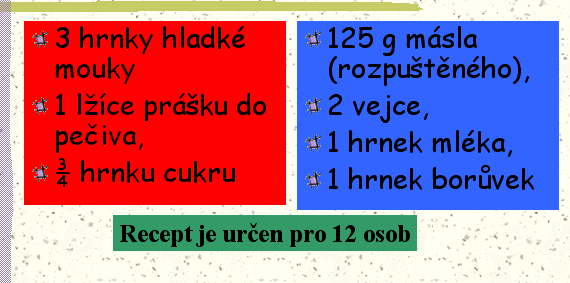 3 hrnky hladké
mouky
1 lžíce prášku do
pečiva,
¾ hrnku cukru
125 g másla
(rozpuštěného),
2 vejce,
1 hrnek mléka,
1 hrnek borůvek
Recept je určen pro 12 osob